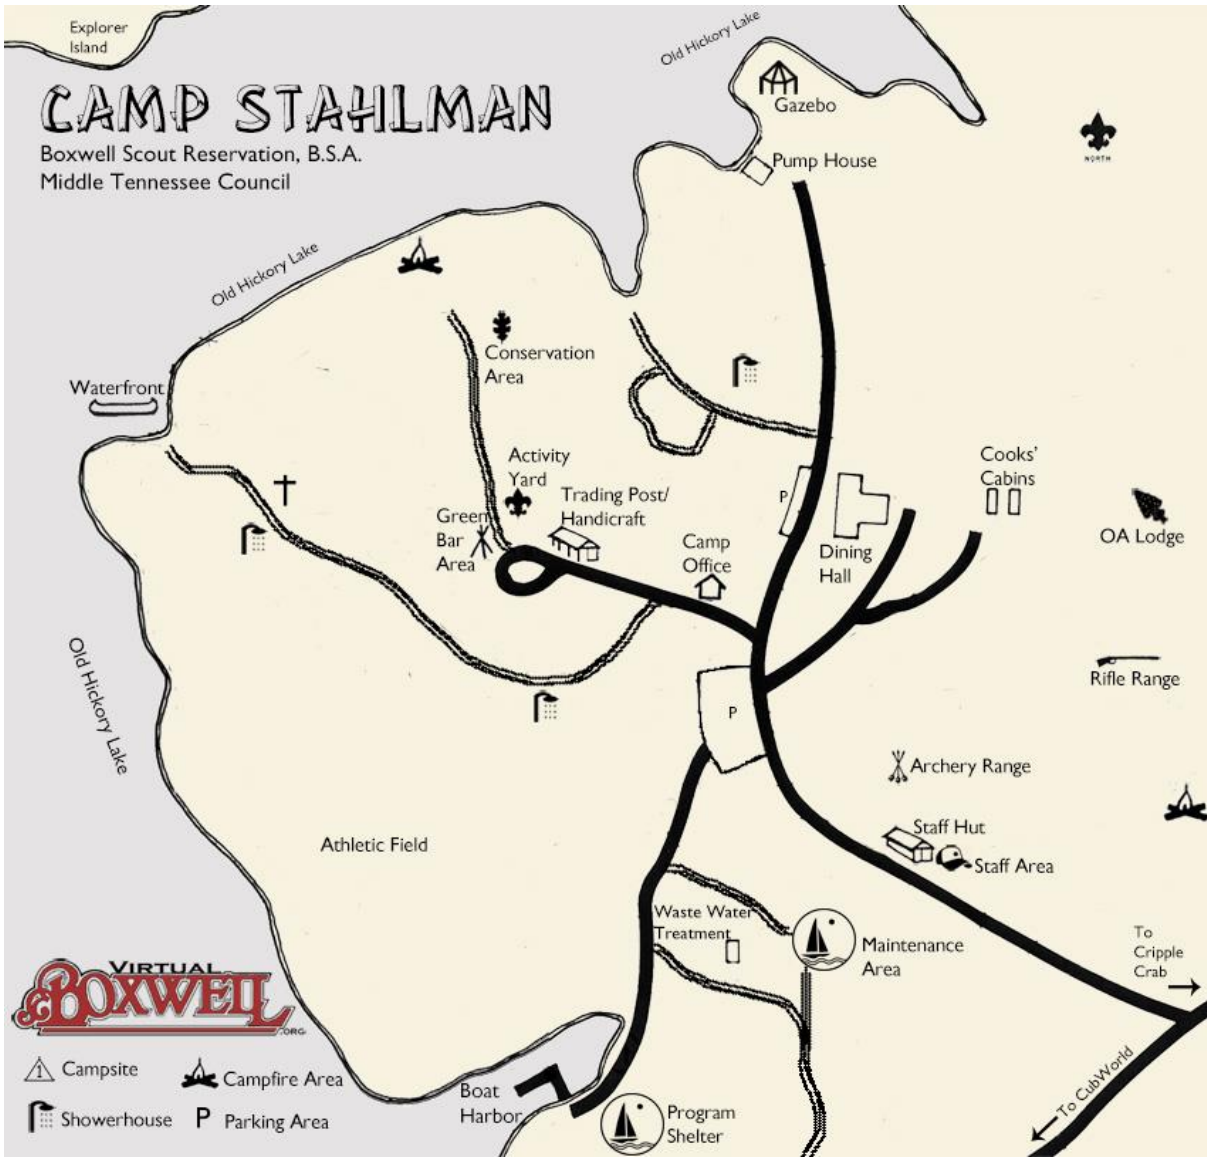 Explorer
Island
Old Hickory Lake
CAMP STAHLMAN
Boxwell Scout Reservation, B.S.A.
Middle Tennessee Council
Gazebo
NORTH
Pump House
Old Hickory Lake
Conservation
Area
Waterfront
Activity
Yard
Trading Post/
Handicraft
Green
Bar
Area
Camp
Office
P
Dining
Hall
Cooks'
Cabins
OA Lodge
Old Hickory Lake
Rifle Range
P
Archery Range
Staff Hut
Staff Area
Athletic Field
Waste Water
Treatment
Maintenance
Area
To
Cripple
Crab
To CubWorld
VIRTUAL
BOXWELL
.ORG
1 Campsite
Campfire Area
Showerhouse
P Parking Area
Boat
Harbor
Program
Shelter